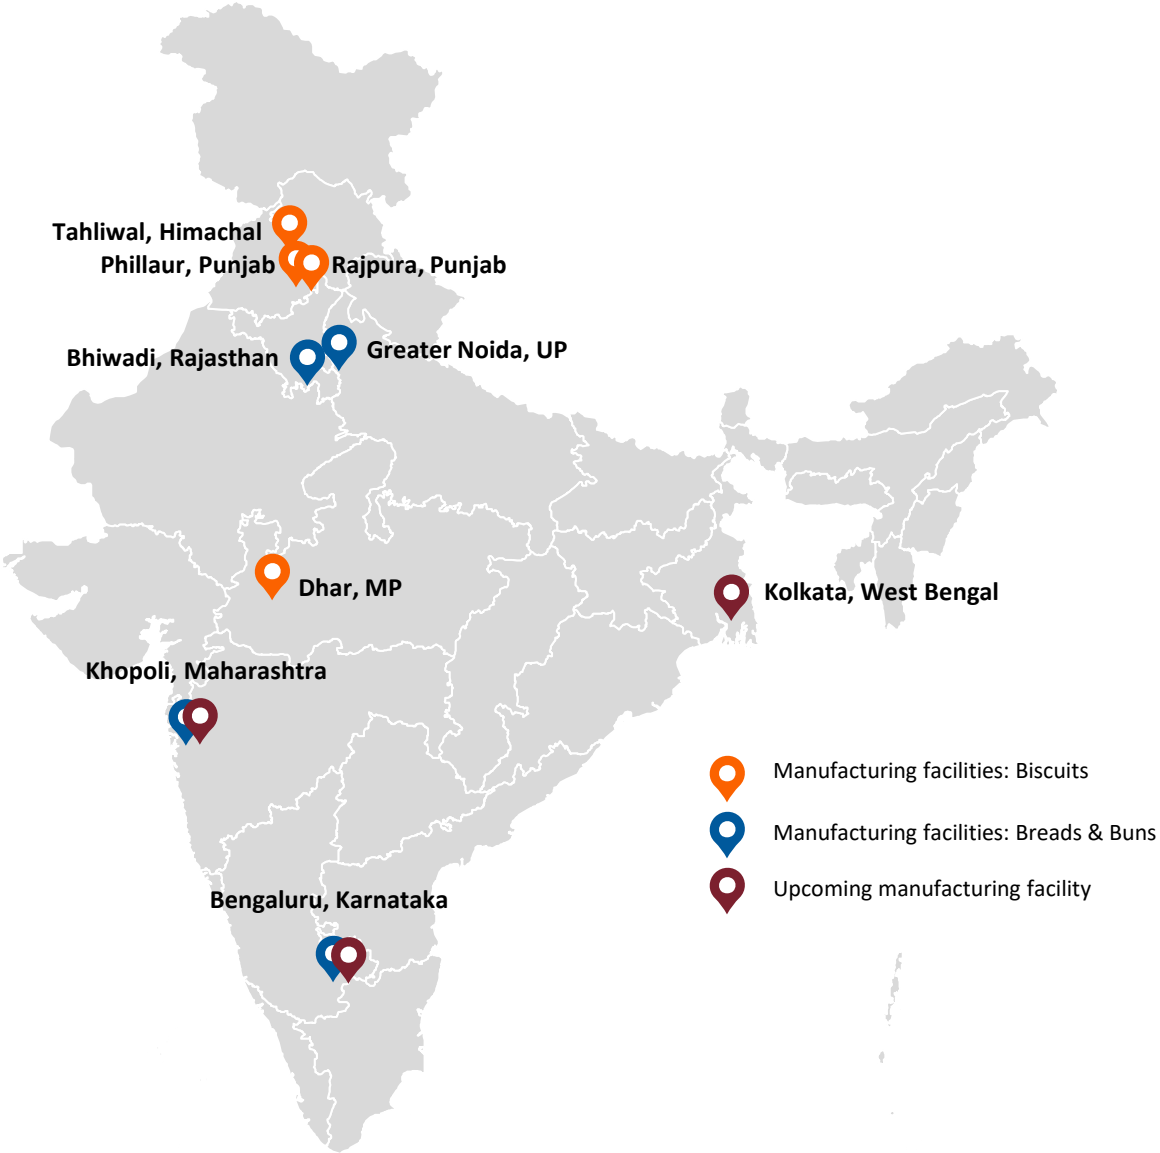 Tahliwal, Himachal
Phillaur, Punjab
Rajpura, Punjab
Bhiwadi, Rajasthan
Greater Noida, UP
Dhar, MP
Kolkata, West Bengal
Khopoli, Maharashtra
Manufacturing facilities: Biscuits
Manufacturing facilities: Breads & Buns
Upcoming manufacturing facility
Bengaluru, Karnataka